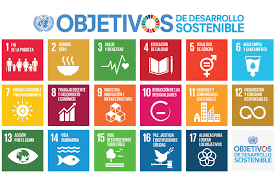 OBJETIVOS DE DESARROLLO SOSTENIBLE
1 FIN DE LA POBREZA
2 HAMBRE CERO
3 SALUD Y BIENESTAR
4 EDUCACIÓN DE CALIDAD
5 IGUALDAD DE GÉNERO
6 AGUA LIMPIA Y SANEAMIENTO
7 ENERGÍA ASEQUIBLE Y NO CONTAMINANTE
8 TRABAJO DECENTE Y CRECIMIENTO ECONÓMICO
9 INDUSTRIA, INNOVACIÓN E INFRAESTRUCTURA
10 REDUCCIÓN DE LAS DESIGUALDADES
11 CIUDADES Y COMUNIDADES SOSTENIBLES
12 PRODUCCIÓN Y CONSUMO RESPONSABLES
13 ACCIÓN POR EL CLIMA
14 VIDA SUBMARINA
15 VIDA DE ECOSISTEMAS TERRESTRES
16 PAZ, JUSTICIA E INSTITUCIONES SÓLIDAS
17 ALIANZAS PARA LOGRAR LOS OBJETIVOS
OBJETIVOS
DE DESARROLLO
SOSTENIBLE